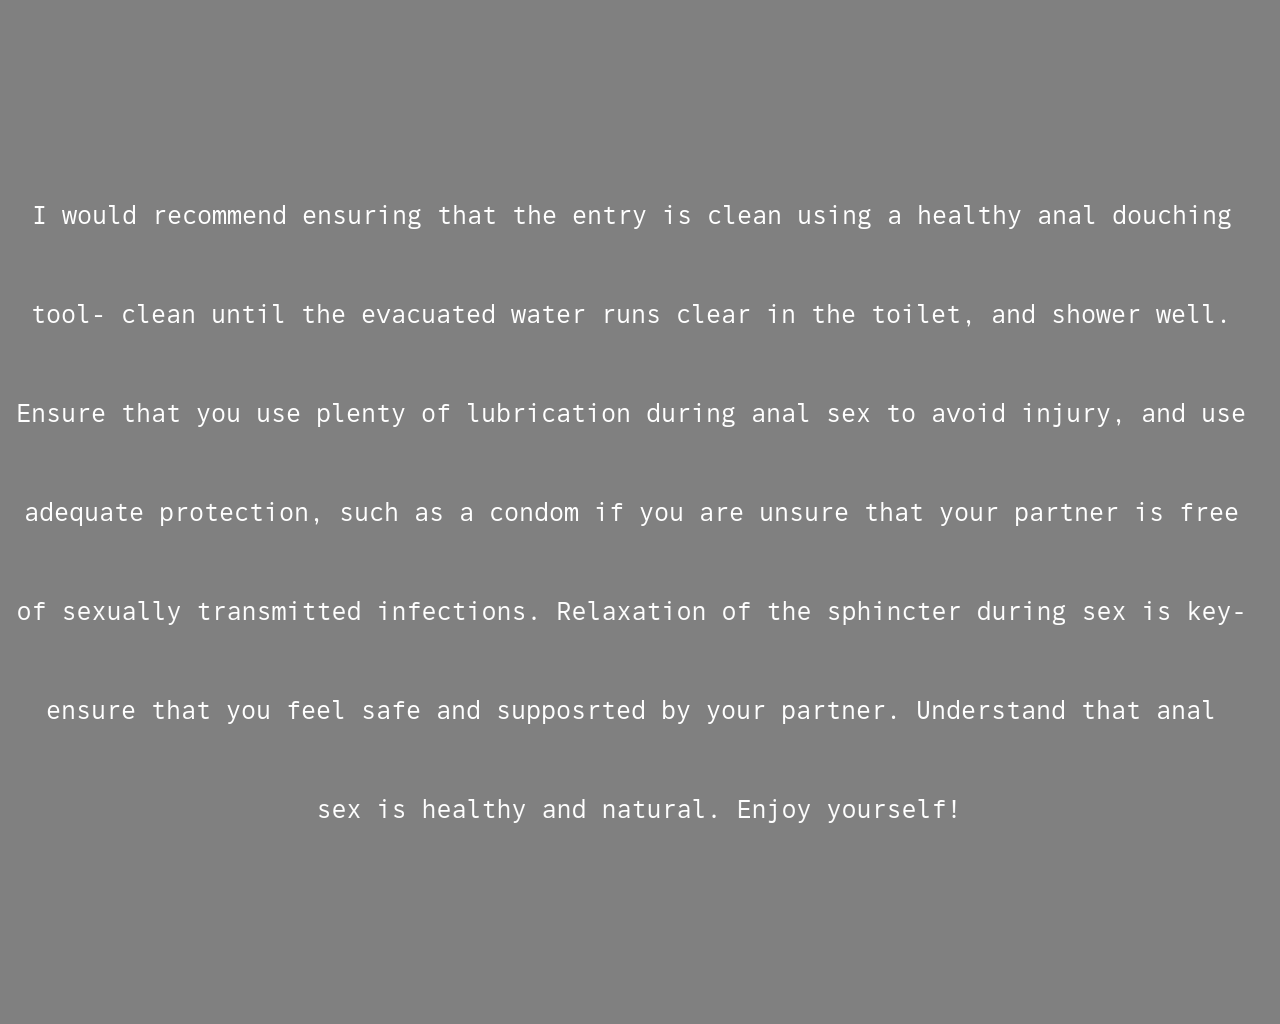 I would recommend ensuring that the entry is clean using a healthy anal douching
tool- clean until the evacuated water runs clear in the toilet, and shower well.
Ensure that you use plenty of lubrication during anal sex to avoid injury, and use
adequate protection, such as a condom if you are unsure that your partner is free
of sexually transmitted infections. Relaxation of the sphincter during sex is key-
ensure that you feel safe and supposrted by your partner. Understand that anal
sex is healthy and natural. Enjoy yourself!